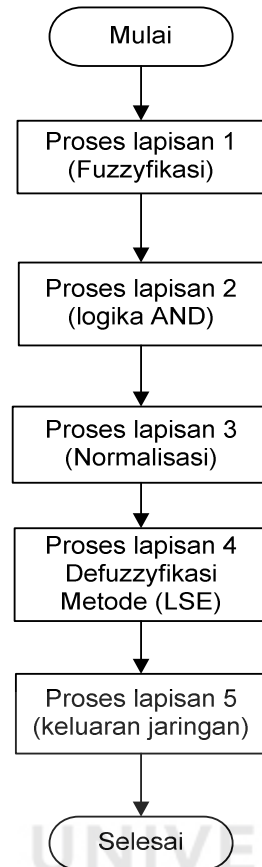 Mulai
Proses lapisan 1
(Fuzzyfikasi)
Proses lapisan 2
(logika AND)
Proses lapisan 3
(Normalisasi)
Proses lapisan 4
Defuzzyfikasi
Metode (LSE)
Proses lapisan 5
(keluaran jaringan)
Selesai
UNIVE